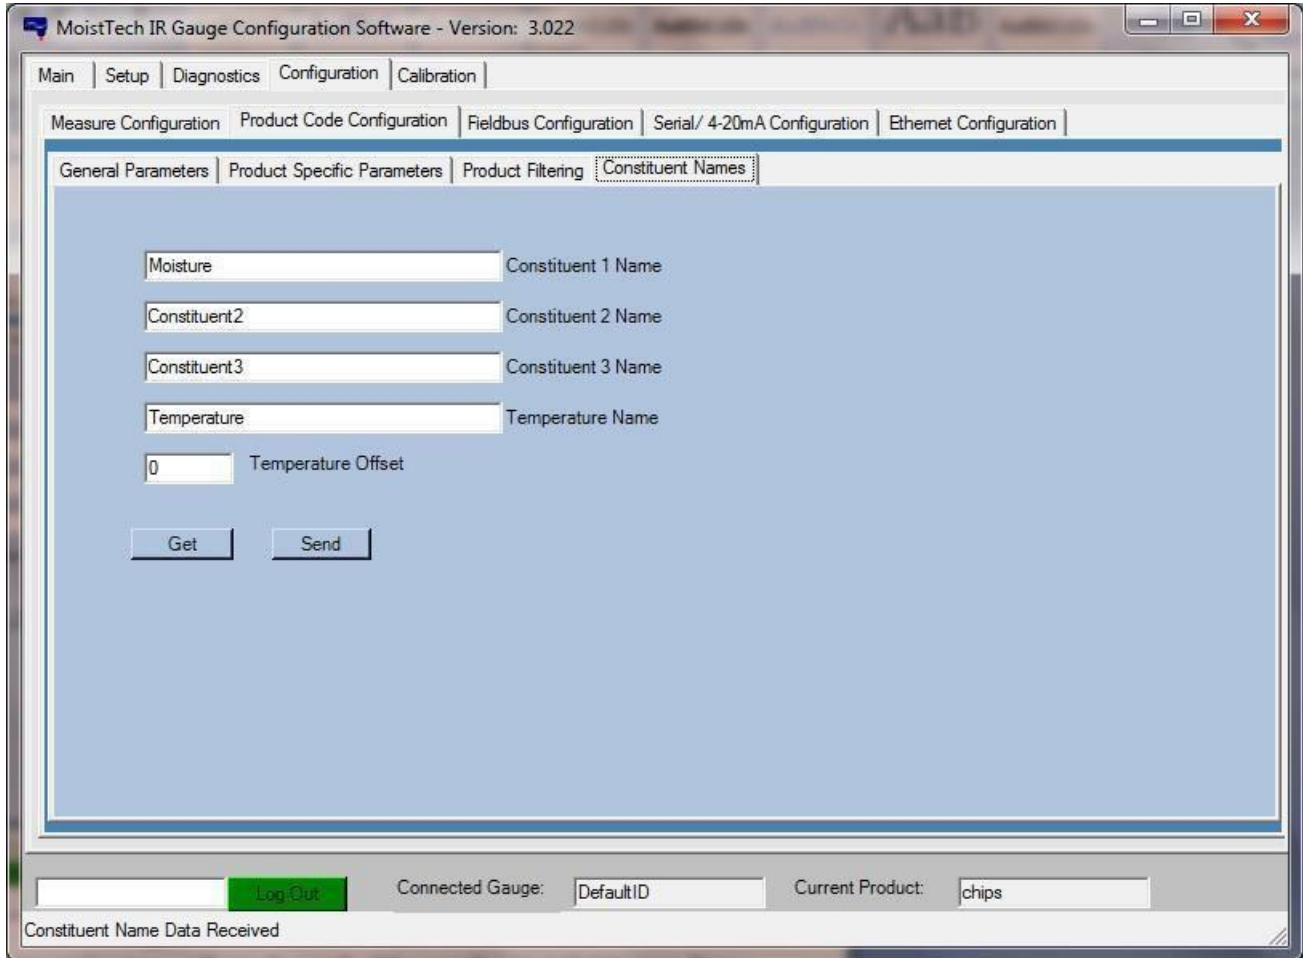 MoistTech IR Gauge Configuration Software - Version: 3.022
Main Setup Diagnostics Configuration Calibration
Measure Configuration Product Code Configuration Fieldbus Configuration Serial/ 4-20mA Configuration Ethernet Configuration
General Parameters Product Specific Parameters Product Filtering Constituent Names
Moisture Constituent 1 Name
Constituent2 Constituent 2 Name
Constituent3 Constituent 3 Name
Temperature Temperature Name
0 Temperature Offset
Get Send
Log Out Connected Gauge: DefaultID Current Product: chips
Constituent Name Data Received